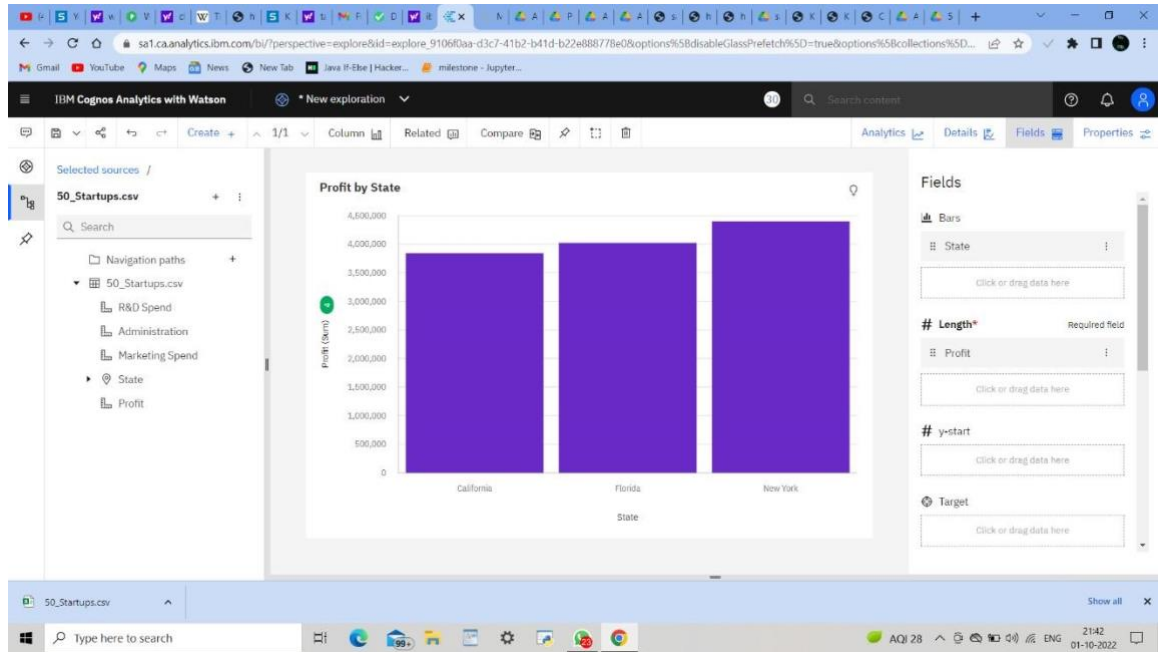 sa1.ca.analytics.ibm.com/bi/?perspective=explore&id=explore_9106f0aa-d3c7-41b2-b41d-b22e888778e0&options%5BdisableGlassPrefetch%5D=true&options%5Bcollections%5D...
Gmail YouTube Maps News New Tab Java If-Else | Hacker... milestone - Jupyter...
IBM Cognos Analytics with Watson * New exploration 30 Search content
Create + 1/1 Column Related Compare Analytics Details Fields Properties
Selected sources /
50_Startups.csv
Search
Navigation paths
50_Startups.csv
R&D Spend
Administration
Marketing Spend
State
Profit
Profit by State
4,500,000
4,000,000
3,500,000
3,000,000
2,500,000
2,000,000
1,500,000
1,000,000
500,000
0
Profit (Sum)
California Florida New York
State
Fields
Bars
State
Click or drag data here
# Length* Required field
Profit
Click or drag data here
# y-start
Click or drag data here
Target
Click or drag data here
50_Startups.csv Show all
Type here to search 99+ 23 AQI 28 ENG 21:42
01-10-2022